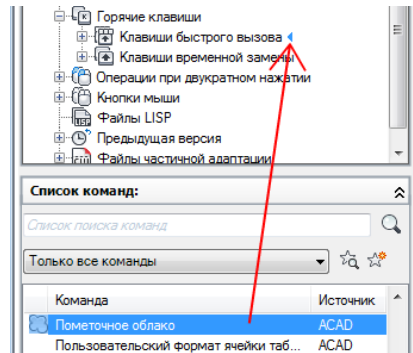 Горячие клавиши
Клавиши быстрого вызова
Клавиши временной замены
Операции при двукратном нажатии
Кнопки мыши
Файлы LISP
Предыдущая версия
Файлы частичной адаптации
Список команд:
Список поиска команд
Только все команды
Команда Источник
Пометочное облако ACAD
Пользовательский формат ячейки таб... ACAD